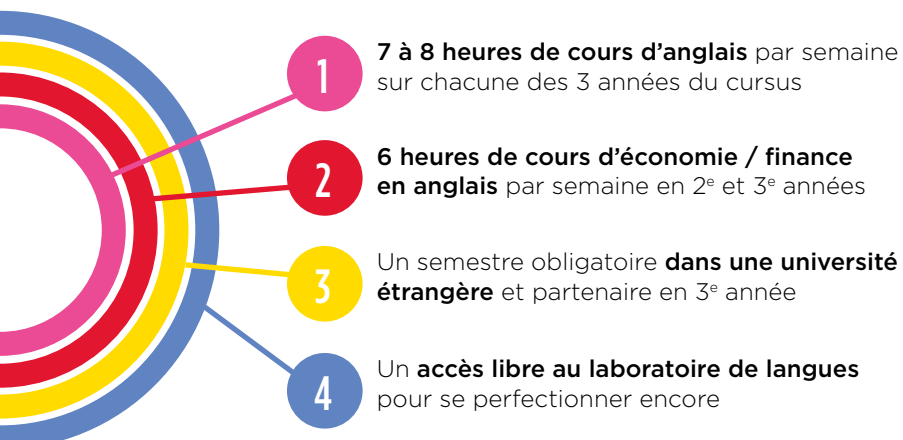 1
7 à 8 heures de cours d’anglais par semaine
sur chacune des 3 années du cursus
2
6 heures de cours d’économie / finance
en anglais par semaine en 2e et 3e années
3
Un semestre obligatoire dans une université
étrangère et partenaire en 3e année
4
Un accès libre au laboratoire de langues
pour se perfectionner encore